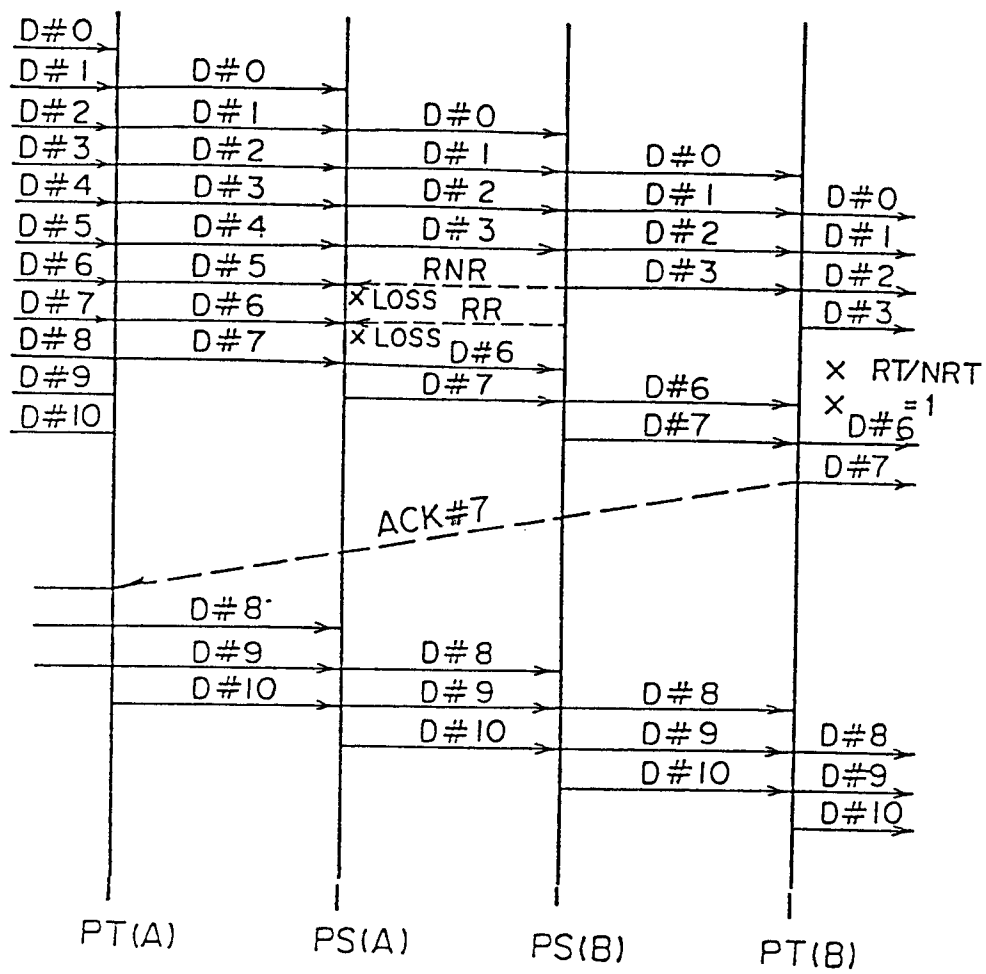 D#0
D#1 D#0
D#2 D#1 D#0
D#3 D#2 D#1 D#0
D#4 D#3 D#2 D#1 D#0
D#5 D#4 D#3 D#2 D#1
D#6 D#5 RNR D#3 D#2
D#7 D#6 ×LOSS RR D#3
D#8 D#7 ×LOSS D#6
D#9 D#7 D#6 × RT/NRT
× =1
D#10 D#7 D#6
D#7
ACK#7
D#8
D#9 D#8
D#10 D#9 D#8
D#10 D#9 D#8
D#10 D#9
D#10
PT(A) PS(A) PS(B) PT(B)